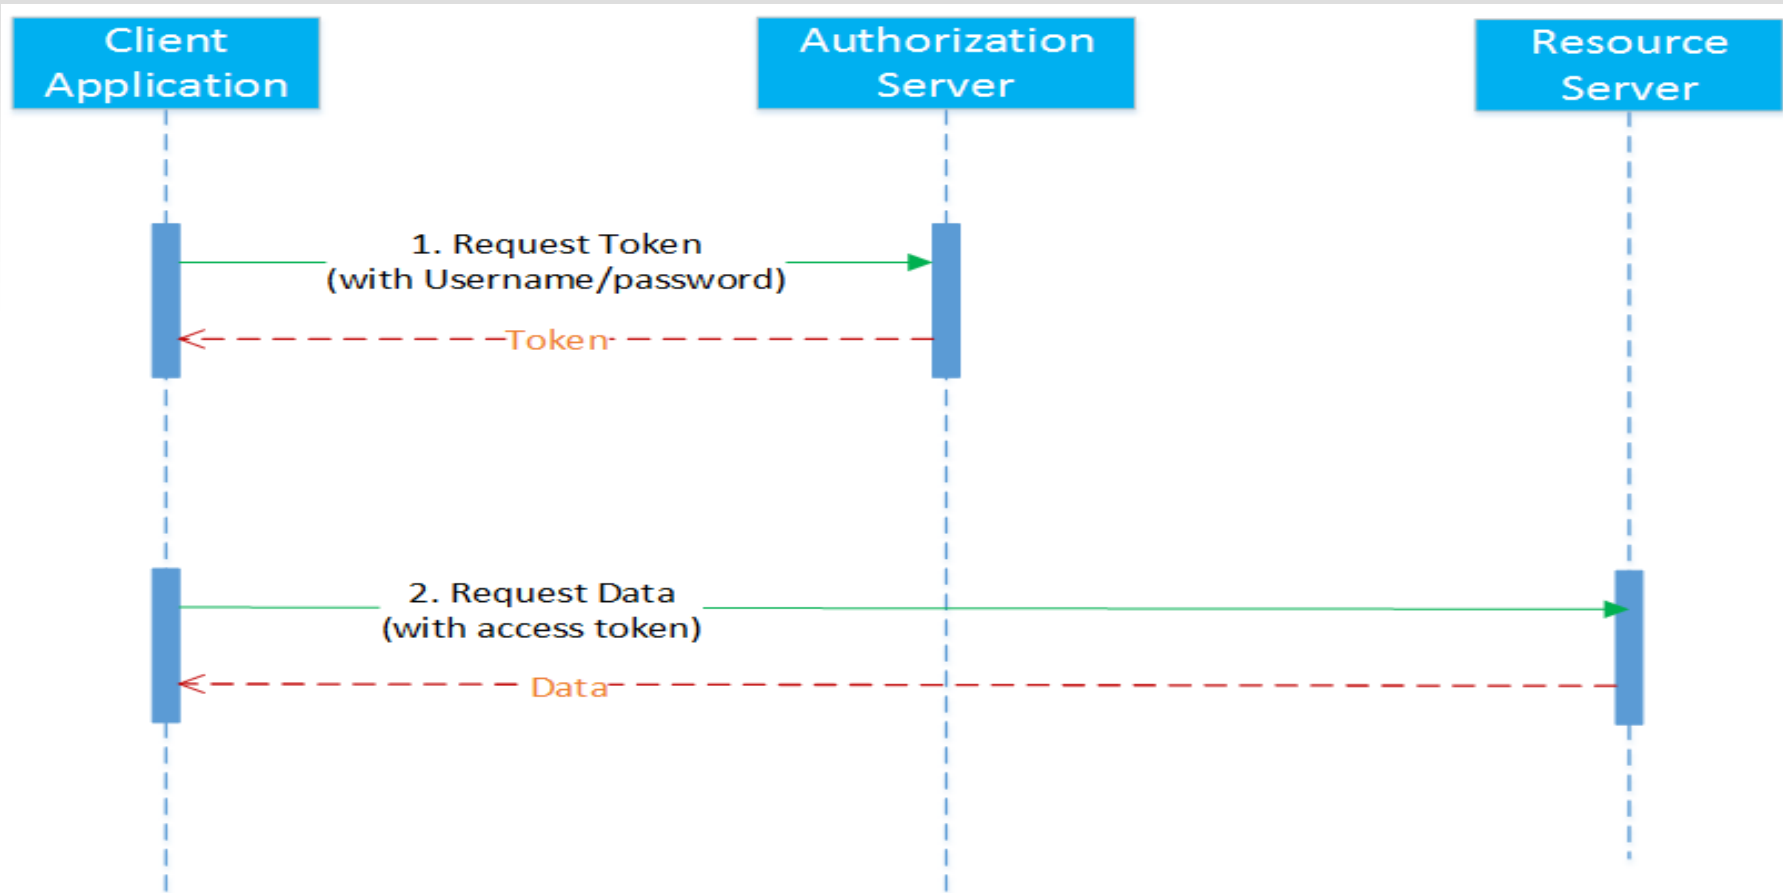 Client
Application
Authorization
Server
Resource
Server
1. Request Token
(with Username/password)
Token
2. Request Data
(with access token)
Data